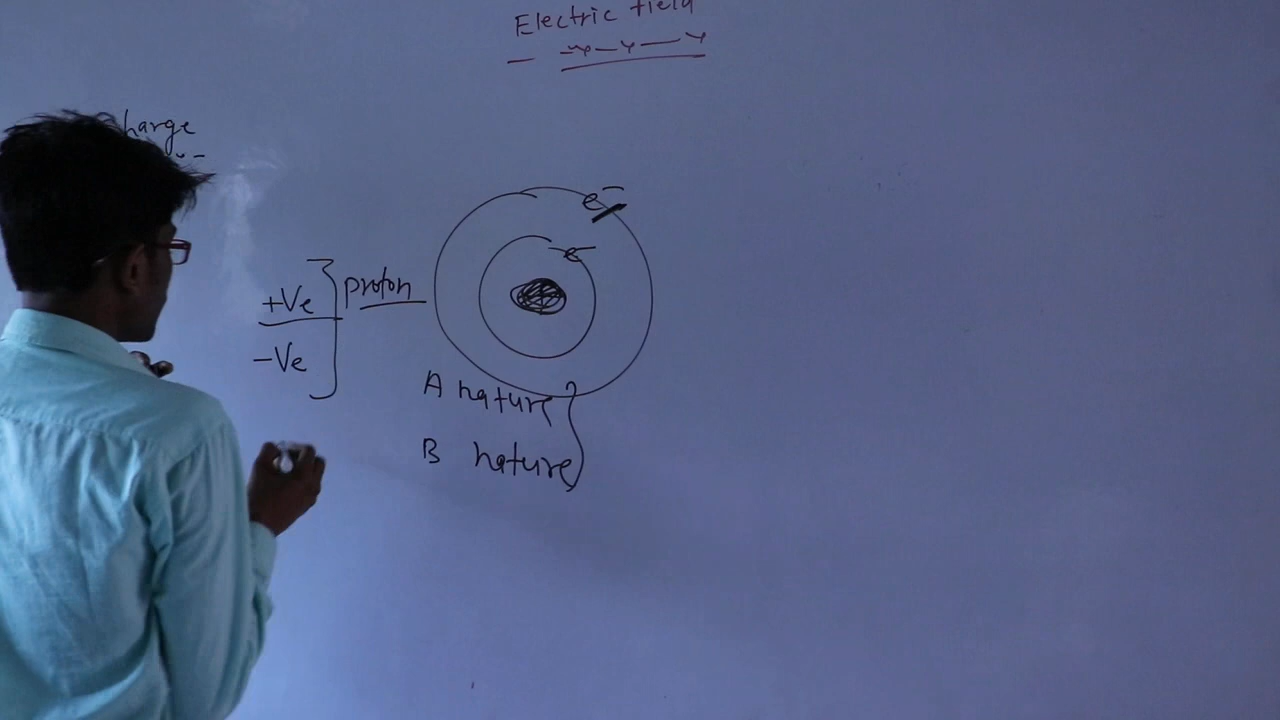 Electric field
harge
e-
e-
+Ve
-Ve
proton
A nature
B nature